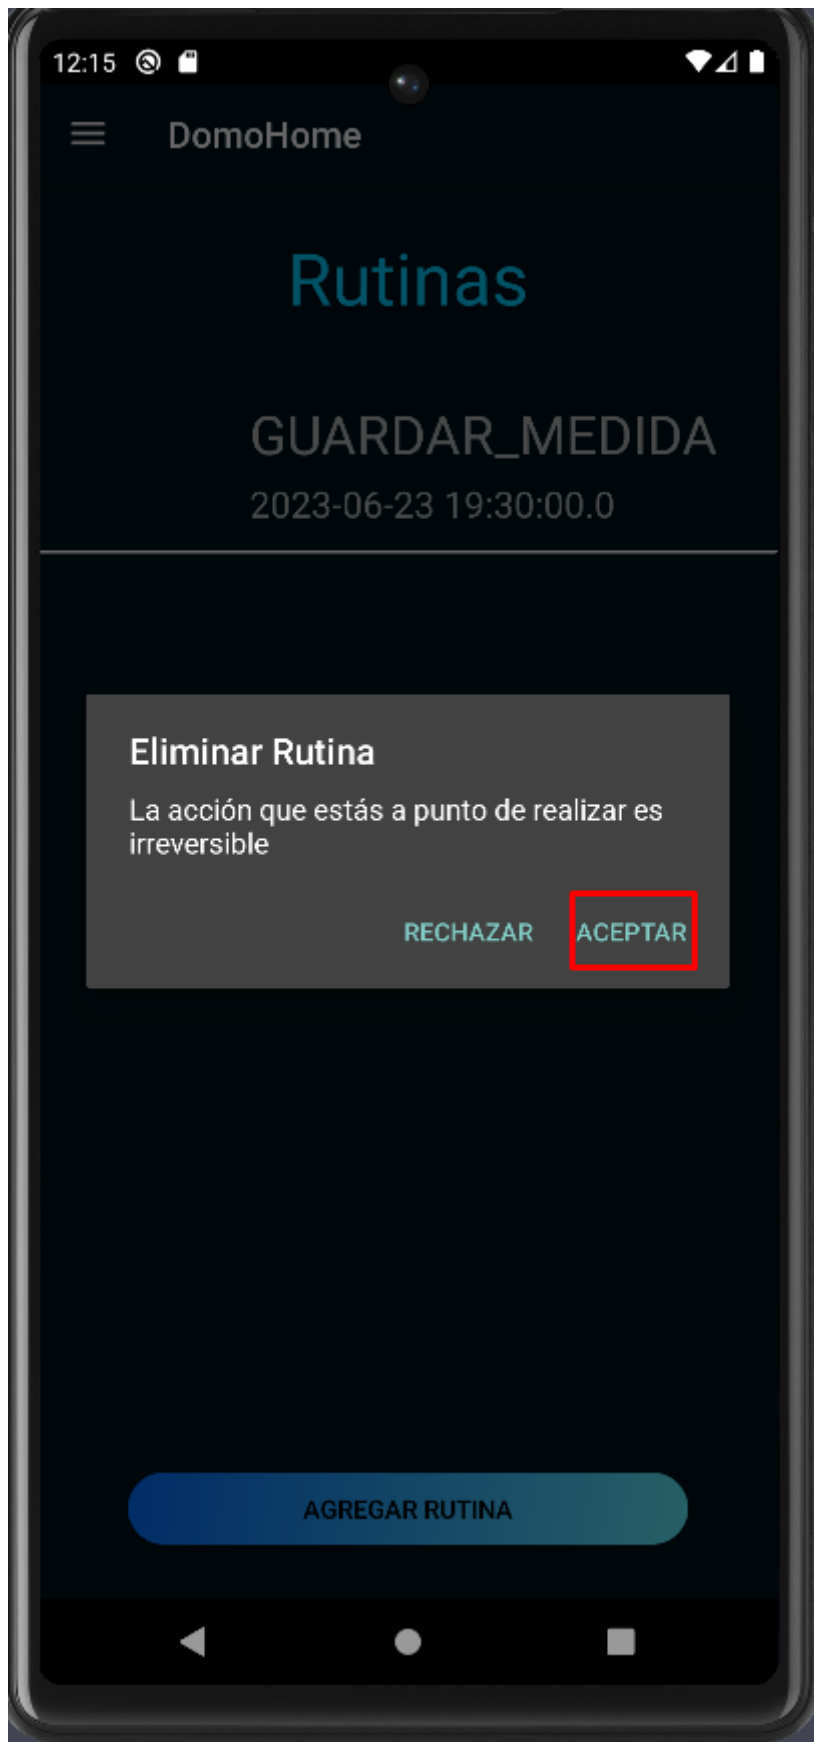 12:15
DomoHome
Rutinas
GUARDAR_MEDIDA
2023-06-23 19:30:00.0
Eliminar Rutina
La acción que estás a punto de realizar es
irreversible
RECHAZAR ACEPTAR
AGREGAR RUTINA